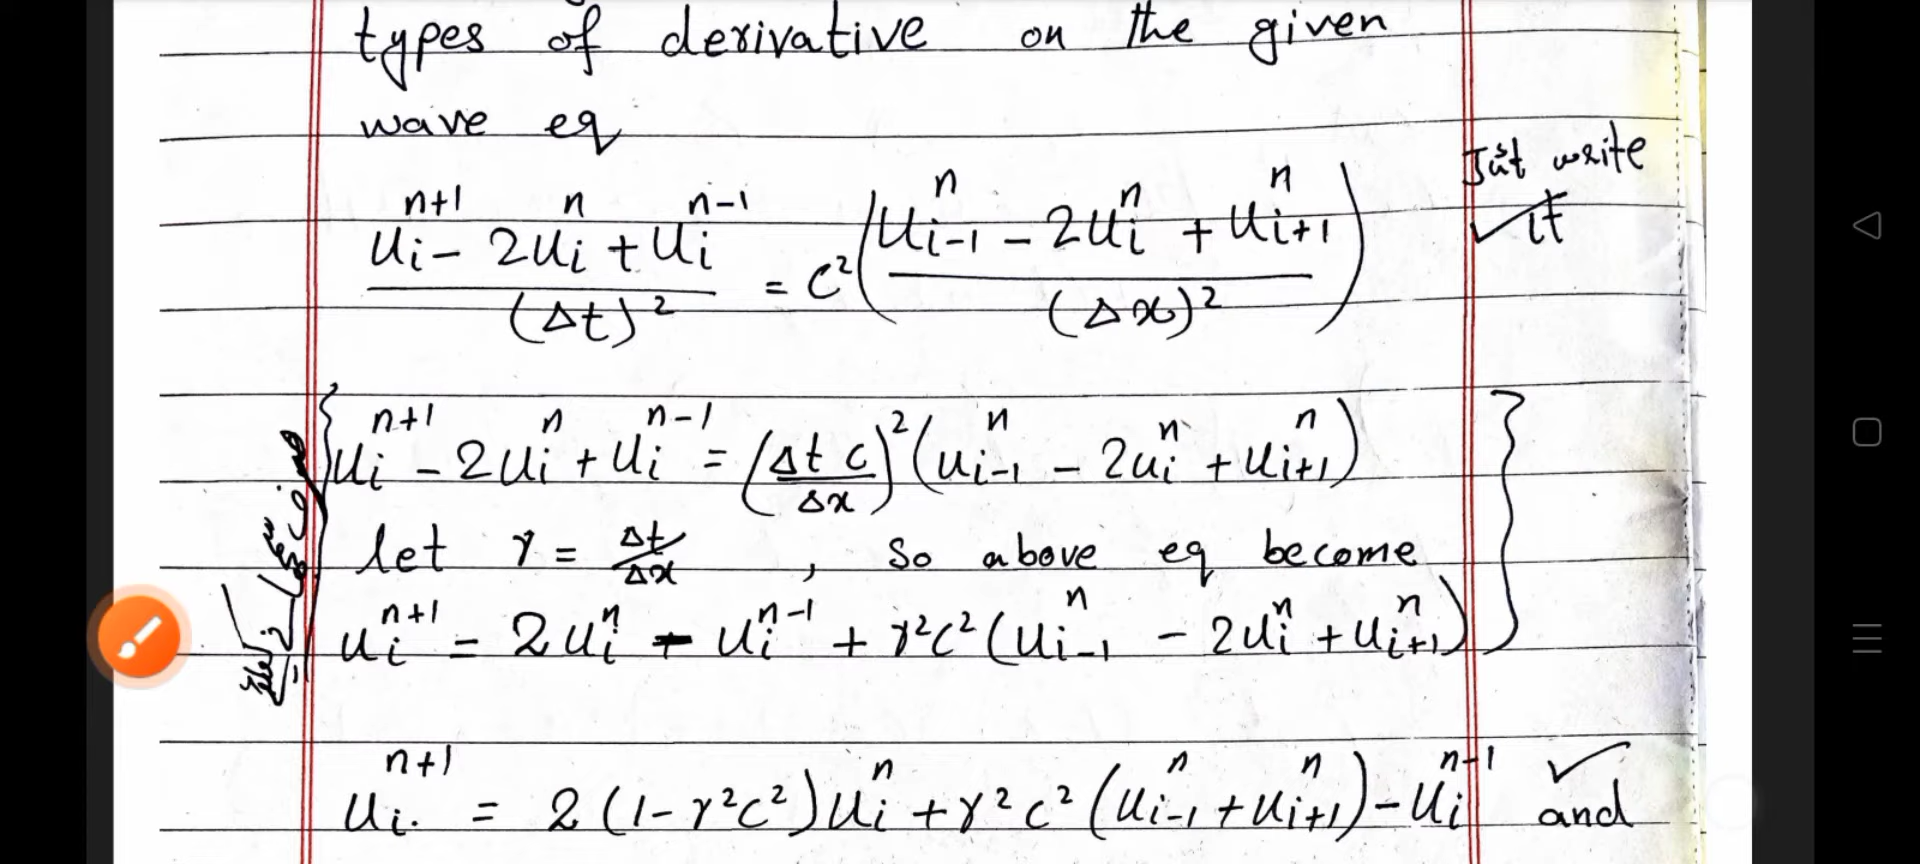 types of derivative on the given
wave eq
Just write
it
(u_i^{n+1} - 2u_i^n + u_i^{n-1}) / (Δt)^2 = c^2 ((u_{i-1}^n - 2u_i^n + u_{i+1}^n) / (Δx)^2)
u_i^{n+1} - 2u_i^n + u_i^{n-1} = (Δt c / Δx)^2 (u_{i-1}^n - 2u_i^n + u_{i+1}^n)
let r = Δt/Δx , So above eq become
u_i^{n+1} = 2u_i^n - u_i^{n-1} + r^2c^2 (u_{i-1}^n - 2u_i^n + u_{i+1}^n)
u_i^{n+1} = 2(1-r^2c^2)u_i^n + r^2c^2 (u_{i-1}^n + u_{i+1}^n) - u_i^{n-1} and